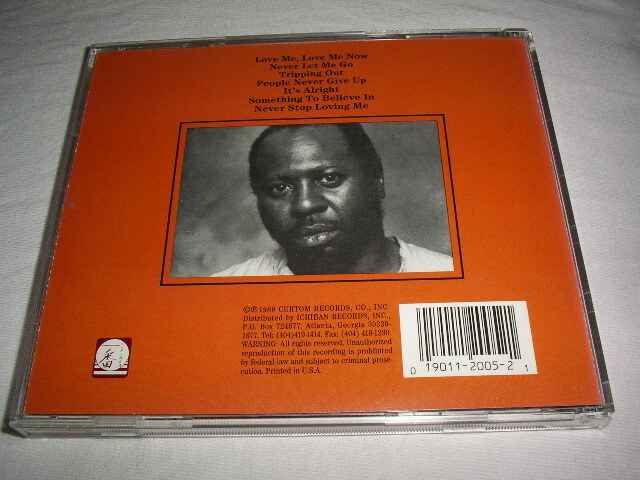 Love Me, Love Me Now
Never Let Me Go
Tripping Out
People Never Give Up
It's Alright
Something To Believe In
Never Stop Loving Me
©℗1989 CURTOM RECORDS, CO., INC.
Distributed by ICHIBAN RECORDS, INC.,
P.O. Box 724677, Atlanta, Georgia 30339-
1677. Tel: (404)419-1414. Fax: (404) 419-1230.
WARNING: All rights reserved. Unauthorized
reproduction of this recording is prohibited
by federal law and subject to criminal prose-
cution. Printed in U.S.A.
番
0 19011-2005-2 1